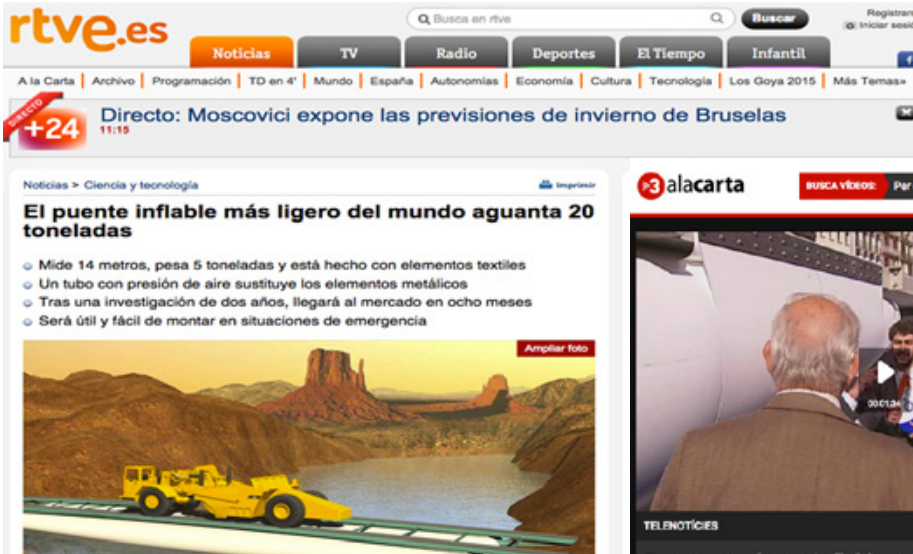 rtve.es
Busca en rtve
Buscar
Iniciar
Noticias
TV
Radio
Deportes
El Tiempo
Infantil
A la Carta | Archivo | Programación | TD en 4' | Mundo | España | Autonomías | Economía | Cultura | Tecnología | Los Goya 2015 | Más Temas»
DIRECTO
+24
Directo: Moscovici expone las previsiones de invierno de Bruselas
11:15
Noticias > Ciencia y tecnología
Imprimir
El puente inflable más ligero del mundo aguanta 20
toneladas
Mide 14 metros, pesa 5 toneladas y está hecho con elementos textiles
Un tubo con presión de aire sustituye los elementos metálicos
Tras una investigación de dos años, llegará al mercado en ocho meses
Será útil y fácil de montar en situaciones de emergencia
Ampliar foto
3 alacarta
BUSCA VÍDEOS:
Per
00:01:34
TELENOTÍCIES